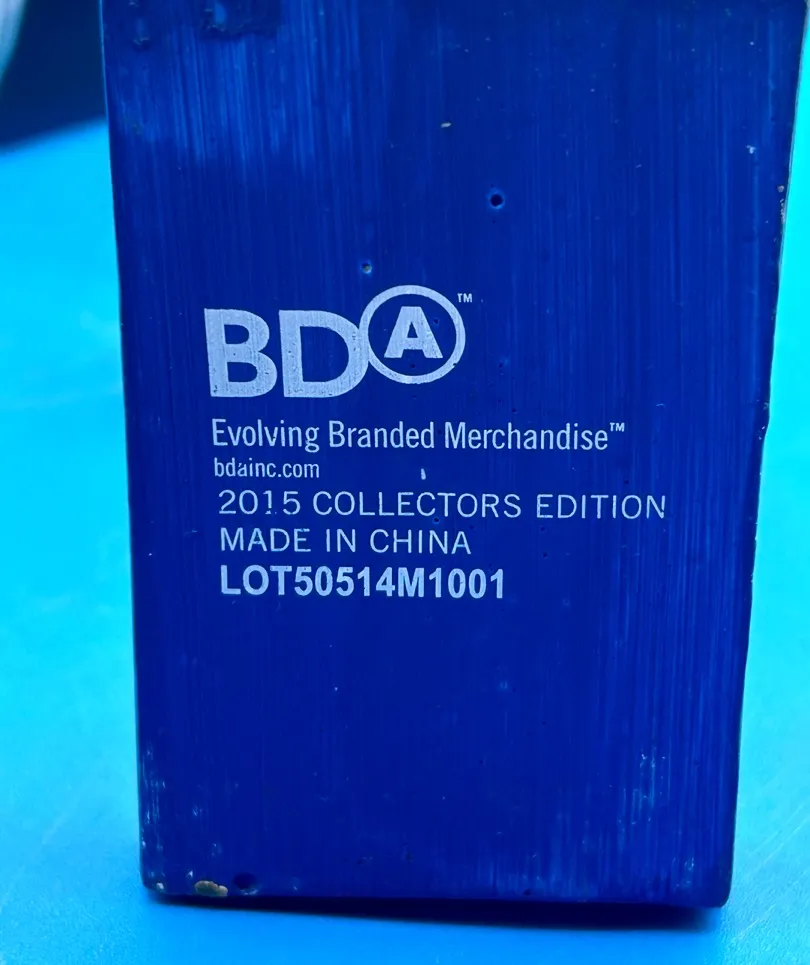 BDA™
Evolving Branded Merchandise™
bdainc.com
2015 COLLECTORS EDITION
MADE IN CHINA
LOT50514M1001